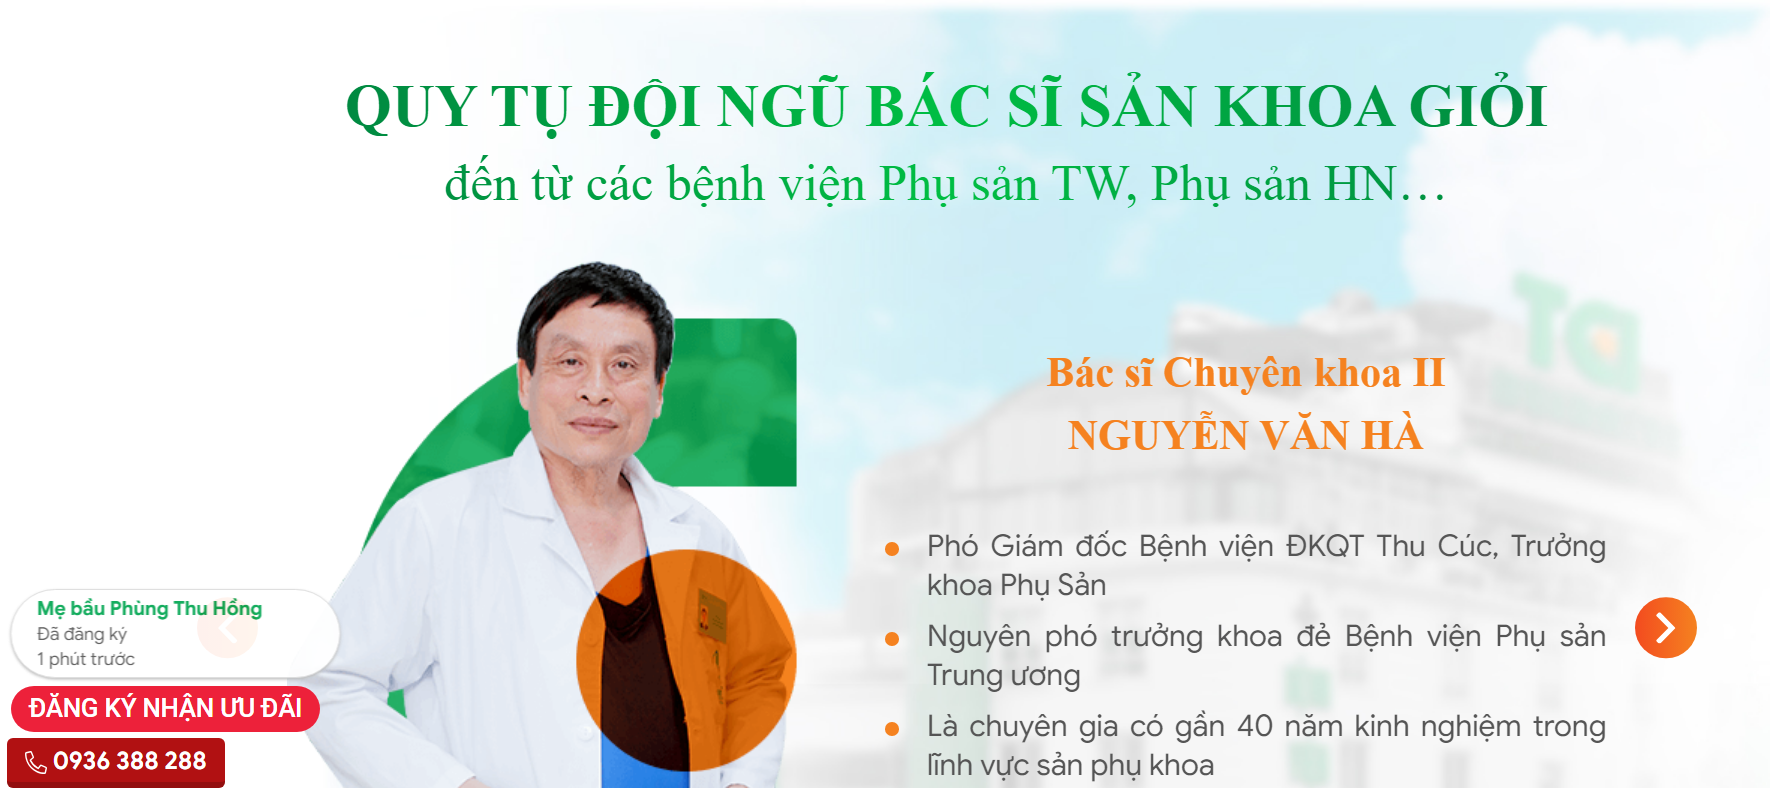 QUY TỤ ĐỘI NGŨ BÁC SĨ SẢN KHOA GIỎI
đến từ các bệnh viện Phụ sản TW, Phụ sản HN…
Bác sĩ Chuyên khoa II
NGUYỄN VĂN HÀ
Phó Giám đốc Bệnh viện ĐKQT Thu Cúc, Trưởng
khoa Phụ Sản
Nguyên phó trưởng khoa đẻ Bệnh viện Phụ sản
Trung ương
Là chuyên gia có gần 40 năm kinh nghiệm trong
lĩnh vực sản phụ khoa
Mẹ bầu Phùng Thu Hồng
Đã đăng ký
1 phút trước
ĐĂNG KÝ NHẬN ƯU ĐÃI
0936 388 288